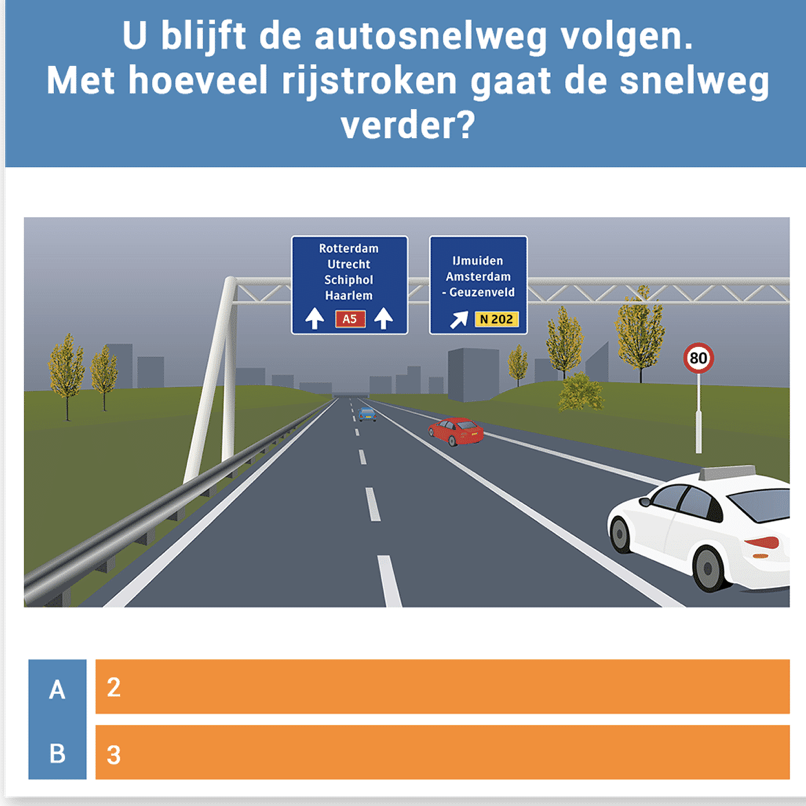 U blijft de autosnelweg volgen.
Met hoeveel rijstroken gaat de snelweg
verder?
Rotterdam
Utrecht
Schiphol
Haarlem
A5
IJmuiden
Amsterdam
- Geuzenveld
N 202
80
A 2
B 3